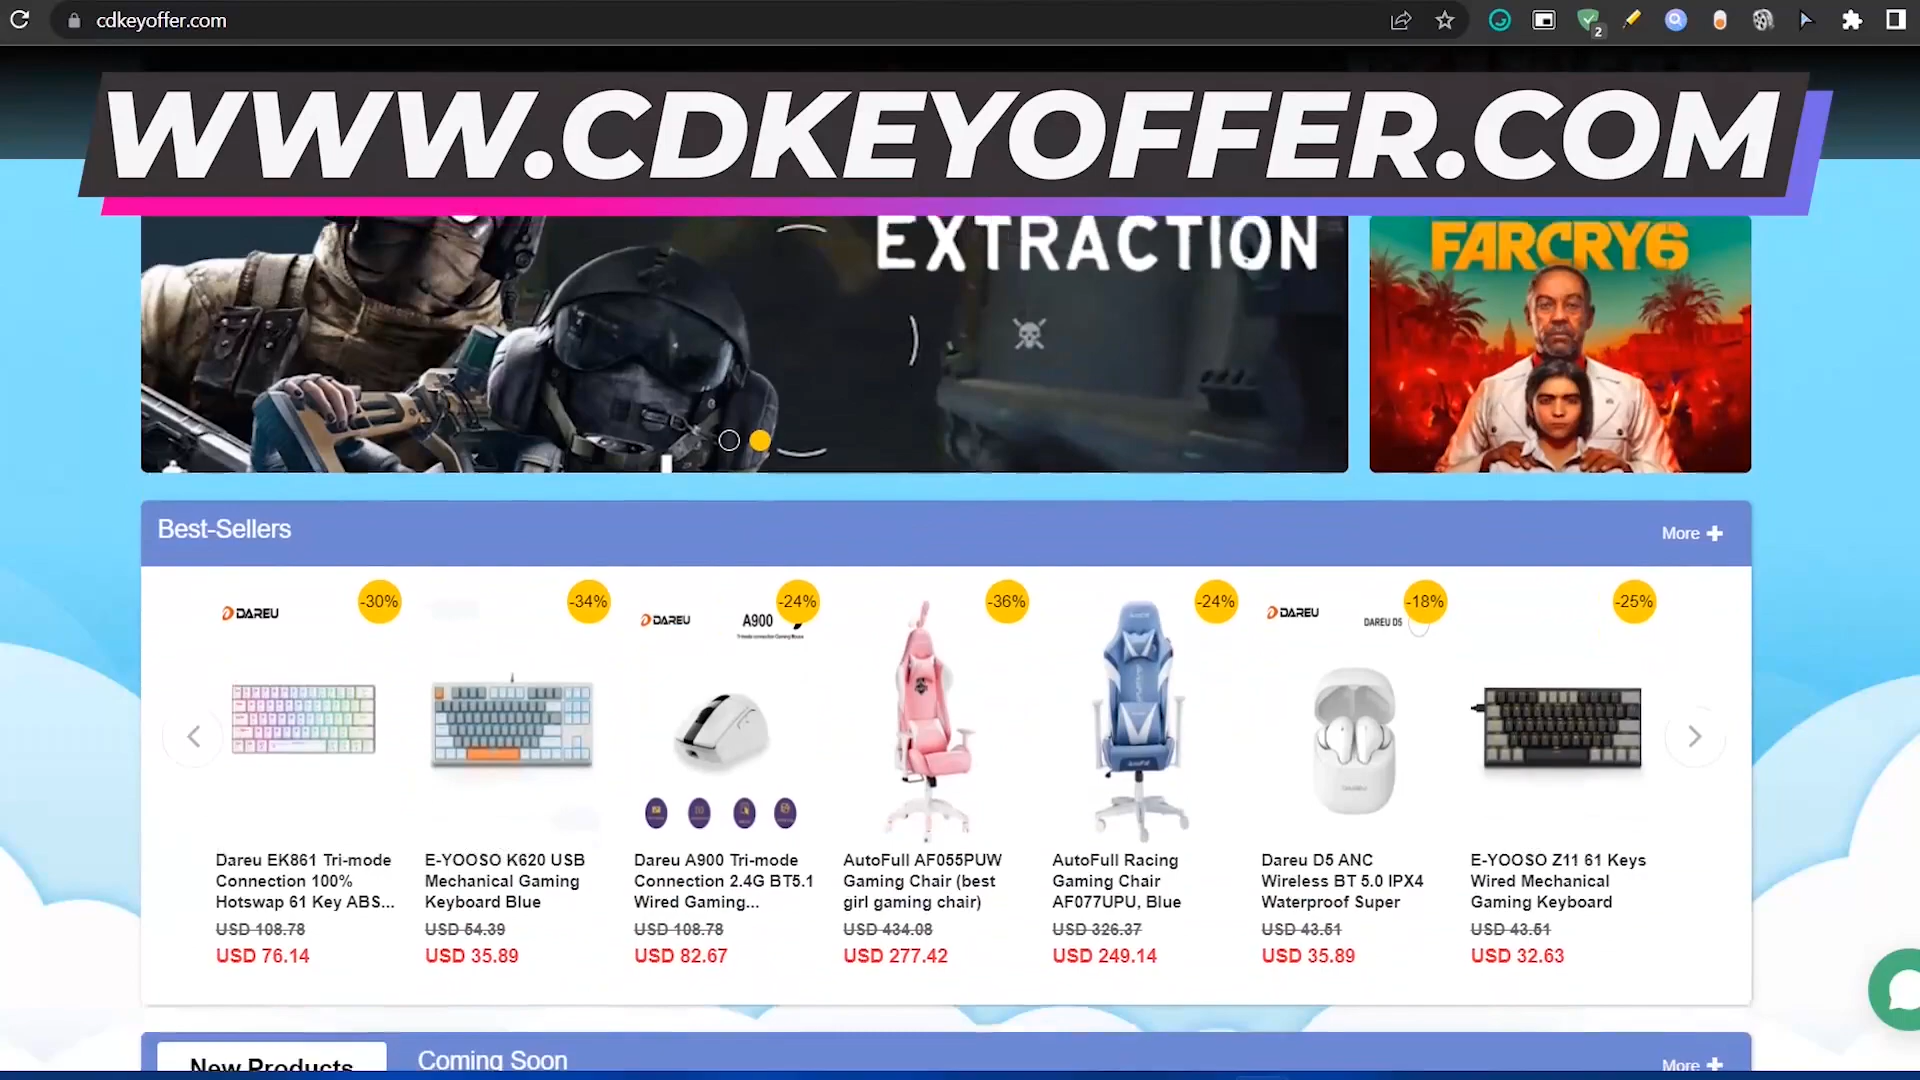 cdkeyoffer.com
2
WWW.CDKEYOFFER.COM
EXTRACTION
FARCRY6
Best-Sellers
More
DAREU
-30%
-34%
DAREU
A900
-24%
-36%
-24%
DAREU
DAREU D5
-18%
-25%
Dareu EK861 Tri-mode
Connection 100%
Hotswap 61 Key ABS...
USD 108.78
USD 76.14
E-YOOSO K620 USB
Mechanical Gaming
Keyboard Blue
USD 54.39
USD 35.89
Dareu A900 Tri-mode
Connection 2.4G BT5.1
Wired Gaming...
USD 108.78
USD 82.67
AutoFull AF055PUW
Gaming Chair (best
girl gaming chair)
USD 434.08
USD 277.42
AutoFull Racing
Gaming Chair
AF077UPU, Blue
USD 326.37
USD 249.14
Dareu D5 ANC
Wireless BT 5.0 IPX4
Waterproof Super
USD 43.51
USD 35.89
E-YOOSO Z11 61 Keys
Wired Mechanical
Gaming Keyboard
USD 43.51
USD 32.63
New Products
Coming Soon
More